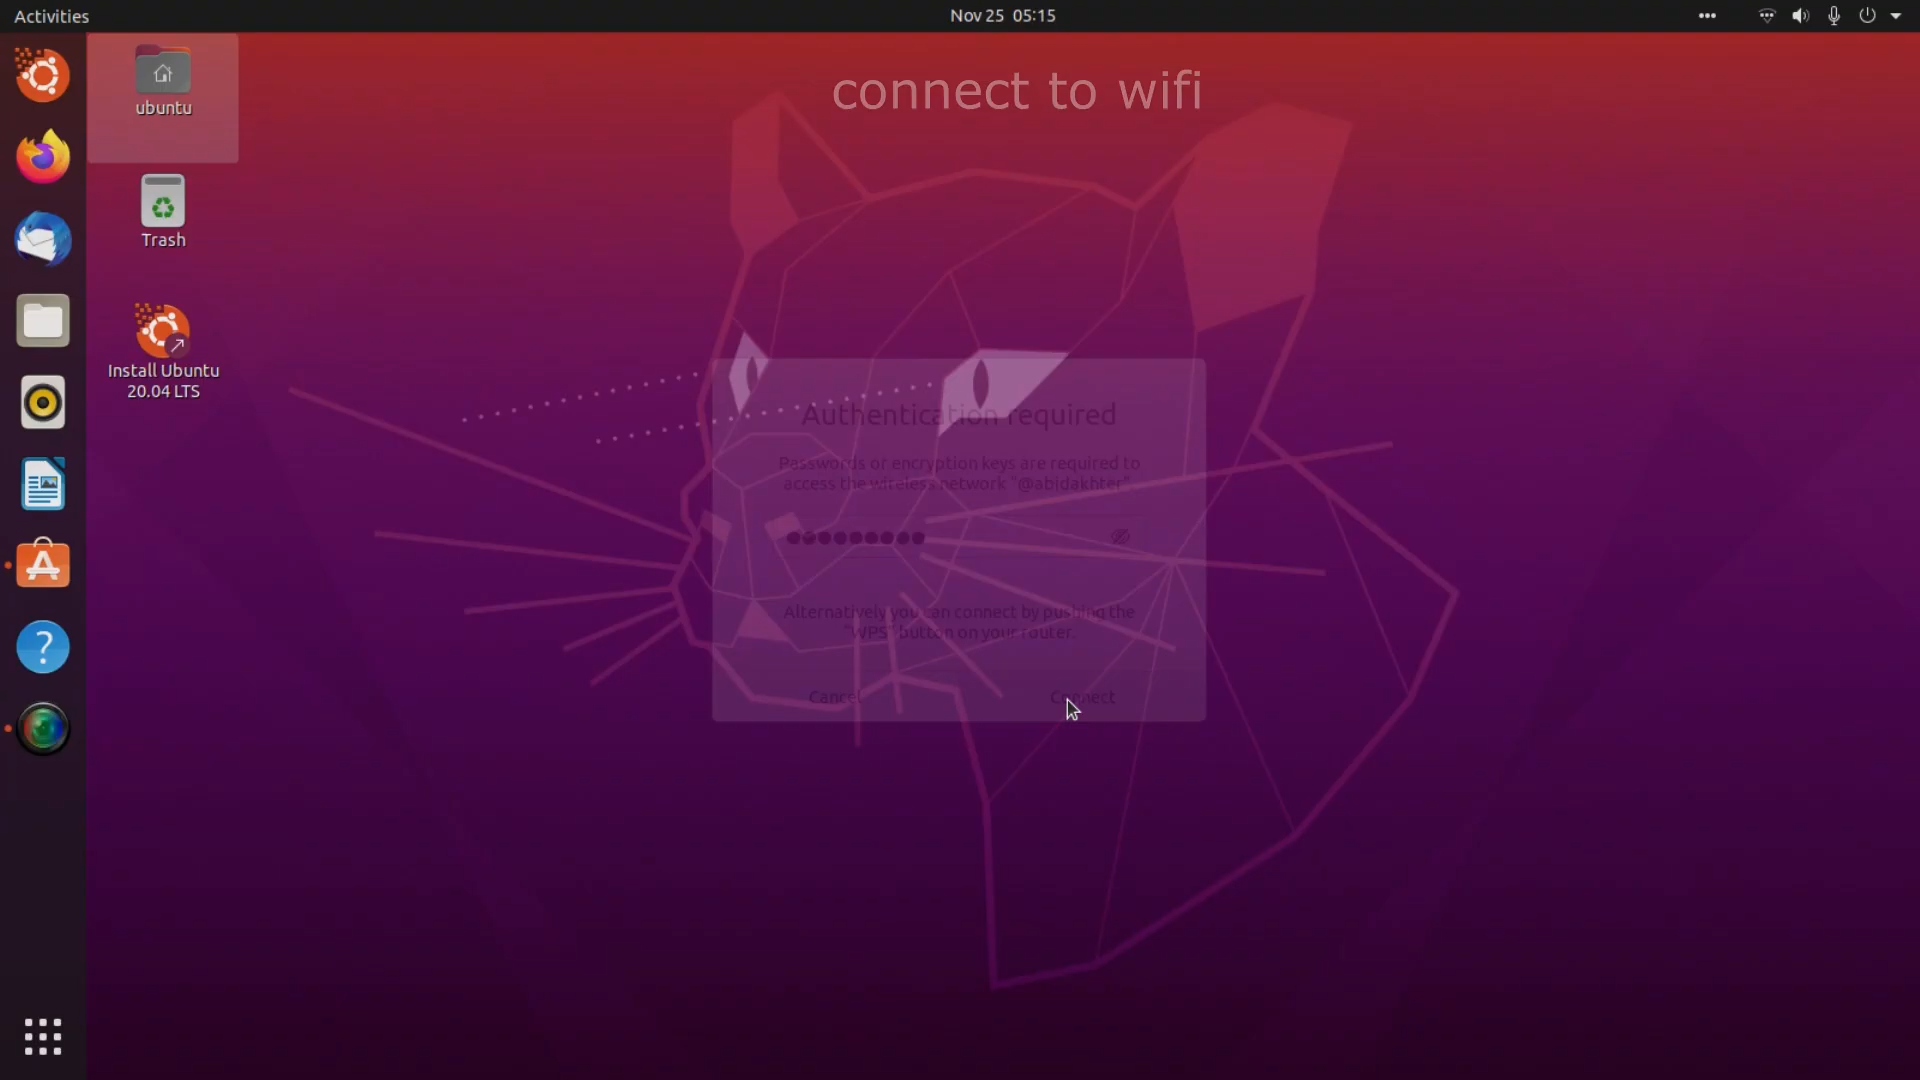 Activities
Nov 25 05:15
connect to wifi
ubuntu
Trash
Install Ubuntu
20.04 LTS
Authentication required
Passwords or encryption keys are required to
access the wireless network "@abidakhter".
Alternatively you can connect by pushing the
"WPS" button on your router.
Cancel
Connect